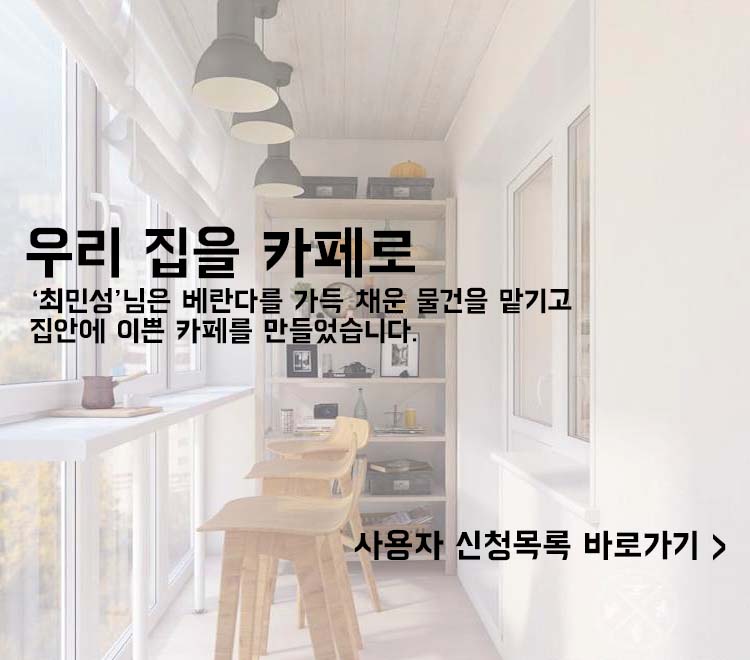 우리 집을 카페로
‘최민성’님은 베란다를 가득 채운 물건을 맡기고
집안에 이쁜 카페를 만들었습니다.
사용자 신청목록 바로가기 >